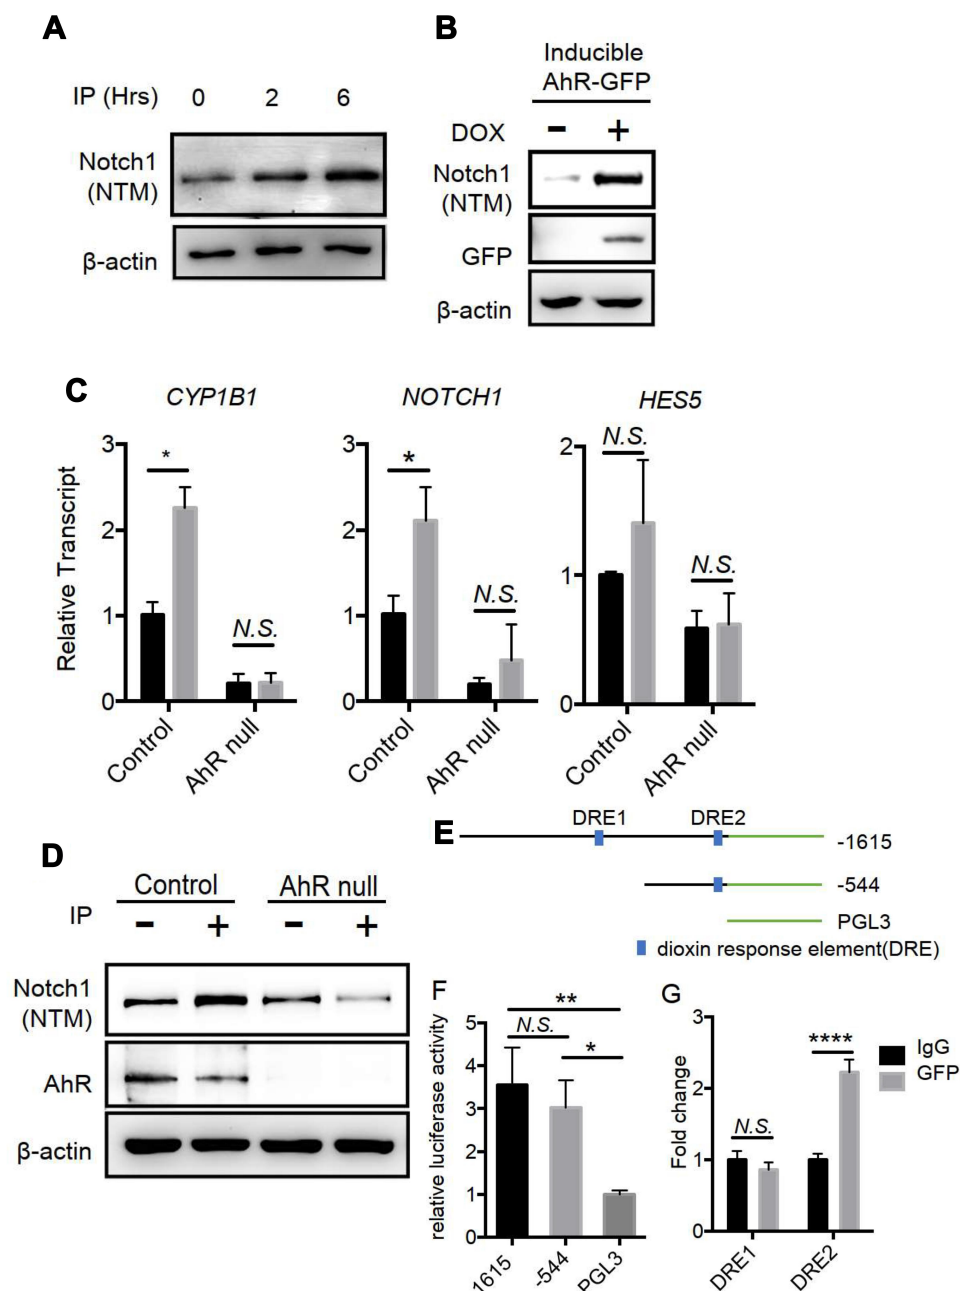 A
IP (Hrs) 0 2 6
Notch1
(NTM)
β-actin
B
Inducible
AhR-GFP
DOX - +
Notch1
(NTM)
GFP
β-actin
C
CYP1B1 NOTCH1 HES5
Relative Transcript
3
2
1
0
*
N.S.
Control
AhR null
3
2
1
0
*
N.S.
Control
AhR null
2
1
0
N.S.
N.S.
Control
AhR null
D
Control AhR null
IP - + - +
Notch1
(NTM)
AhR
β-actin
E
DRE1 DRE2
-1615
-544
PGL3
dioxin response element(DRE)
F
relative luciferase activity
5
4
3
2
1
0
**
N.S.
*
1615
-544
PGL3
G
Fold change
3
2
1
0
N.S.
****
DRE1
DRE2
IgG
GFP